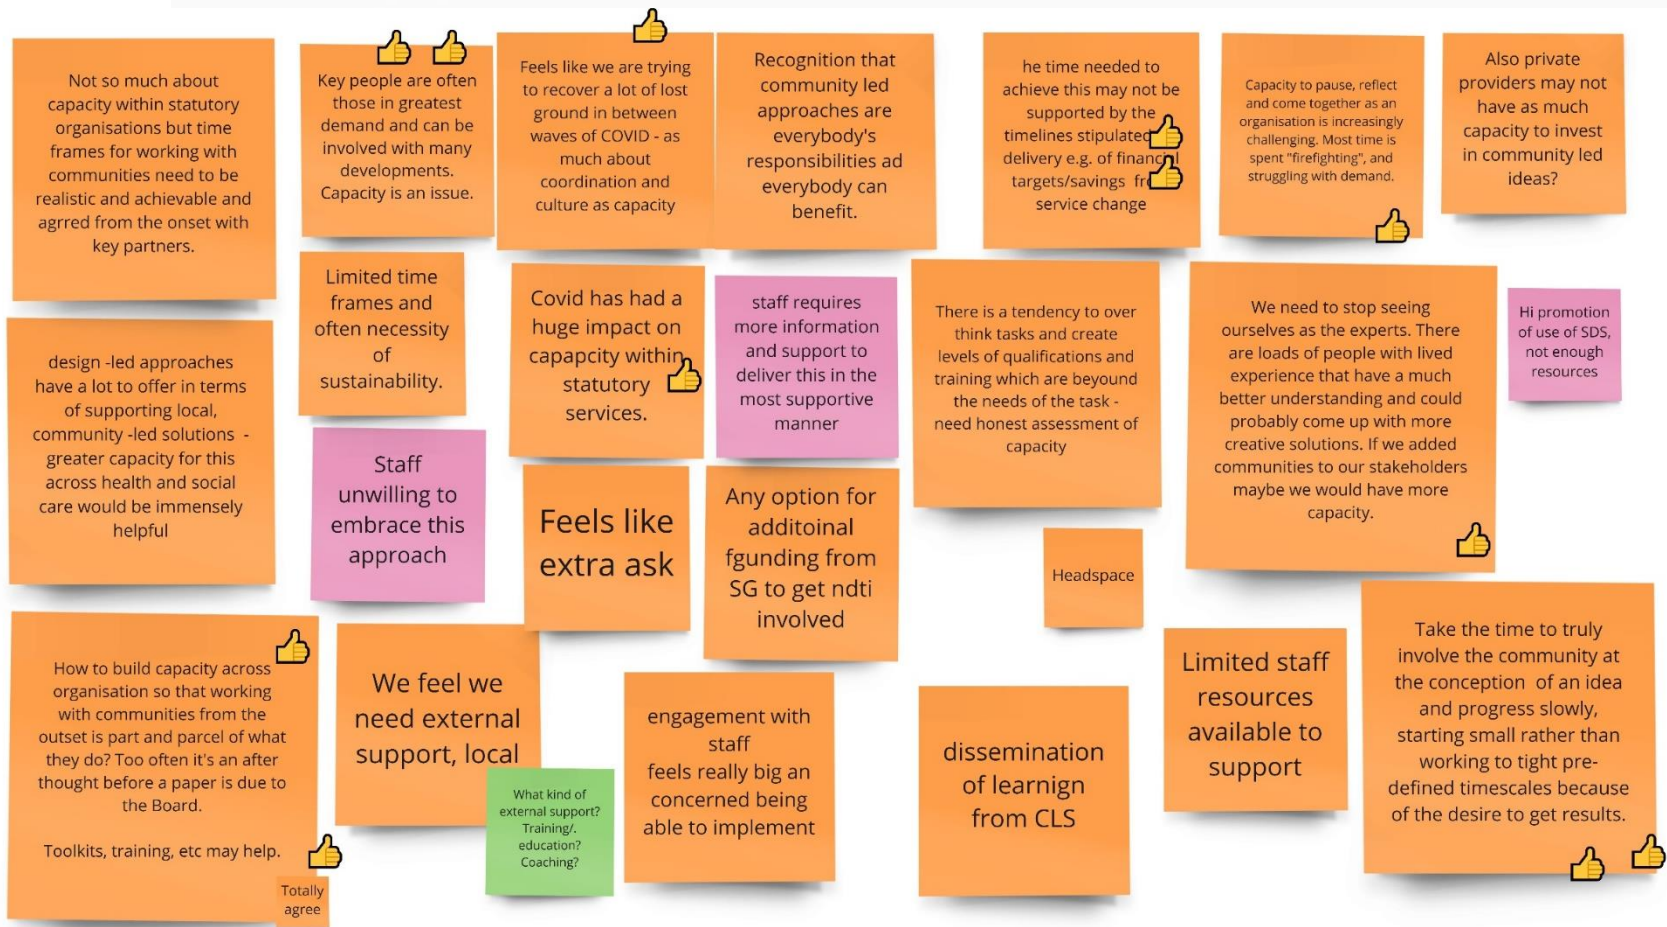 Not so much about
capacity within statutory
organisations but time
frames for working with
communities need to be
realistic and achievable and
agrred from the onset with
key partners.
Key people are often
those in greatest
demand and can be
involved with many
developments.
Capacity is an issue.
Feels like we are trying
to recover a lot of lost
ground in between
waves of COVID - as
much about
coordination and
culture as capacity
Recognition that
community led
approaches are
everybody's
responsibilities ad
everybody can
benefit.
he time needed to
achieve this may not be
supported by the
timelines stipulated
delivery e.g. of financial
targets/savings
service change
Capacity to pause, reflect
and come together as an
organisation is increasingly
challenging. Most time is
spent "firefighting", and
struggling with demand.
Also private
providers may not
have as much
capacity to invest
in community led
ideas?
Limited time
frames and
often necessity
of
sustainability.
Covid has had a
huge impact on
capapcity within
statutory
services.
staff requires
more information
and support to
deliver this in the
most supportive
manner
There is a tendency to over
think tasks and create
levels of qualifications and
training which are beyound
the needs of the task -
need honest assessment of
capacity
We need to stop seeing
ourselves as the experts. There
are loads of people with lived
experience that have a much
better understanding and could
probably come up with more
creative solutions. If we added
communities to our stakeholders
maybe we would have more
capacity.
Hi promotion
of use of SDS,
not enough
resources
design -led approaches
have a lot to offer in terms
of supporting local,
community -led solutions -
greater capacity for this
across health and social
care would be immensely
helpful
Staff
unwilling to
embrace this
approach
Feels like
extra ask
Any option for
additoinal
fgunding from
SG to get ndti
involved
Headspace
How to build capacity across
organisation so that working
with communities from the
outset is part and parcel of what
they do? Too often it's an after
thought before a paper is due to
the Board.
Toolkits, training, etc may help.
Totally
agree
We feel we
need external
support, local
What kind of
external support?
Training/.
education?
Coaching?
engagement with
staff
feels really big an
concerned being
able to implement
dissemination
of learnign
from CLS
Limited staff
resources
available to
support
Take the time to truly
involve the community at
the conception of an idea
and progress slowly,
starting small rather than
working to tight pre-
defined timescales because
of the desire to get results.